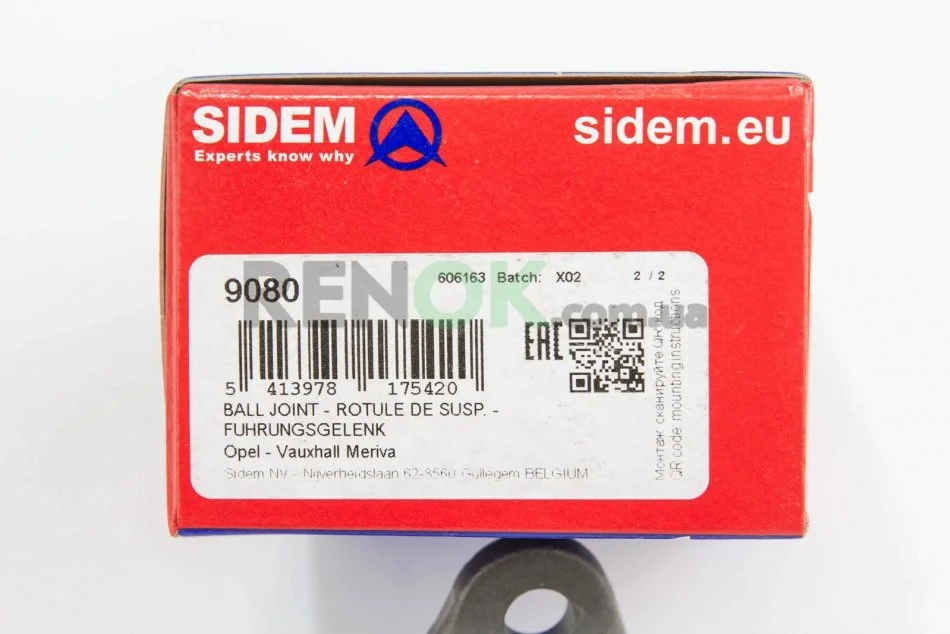 SIDEM
Experts know why
sidem.eu
9080
606163 Batch: X02 2 / 2
RENOK.com.ua
EAC
5 413978 175420
BALL JOINT - ROTULE DE SUSP. -
FUHRUNGSGELENK
Opel - Vauxhall Meriva
Sidem NV - Nijverheidslaan 62-8560 Gullegem BELGIUM
Монтаж: сканируйте QR-код
QR code: mounting instructions